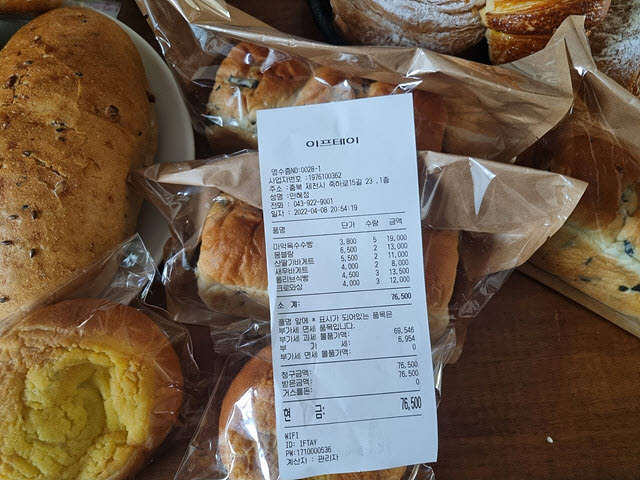 이프테이
영수증NO:0028-1
사업자번호 :1976100362
주소 :충북 제천시 죽하로15길 23 ,1층
성명 :안혜정
전화 : 043-922-9001
일자 : 2022-04-08 20:54:19
품명 단가 수량 금액
미악옥수수빵 3,800 5 19,000
몽블랑 6,500 2 13,000
산딸기바게트 5,500 2 11,000
새우바게트 4,000 2 8,000
올리브식빵 4,500 3 13,500
크로와상 4,000 3 12,000
소 계: 76,500
품명 앞에 * 표시가 되어있는 품목은
부가세 면세 품목입니다.
부가세 과세 물품가액: 69,546
부 가 세: 6,954
부가세 면세 물품가액: 0
청구금액: 76,500
받은금액: 76,500
거스름돈: 0
현 금: 76,500
WIFI
ID: IFTAY
PW:1710000536
계산자 : 관리자